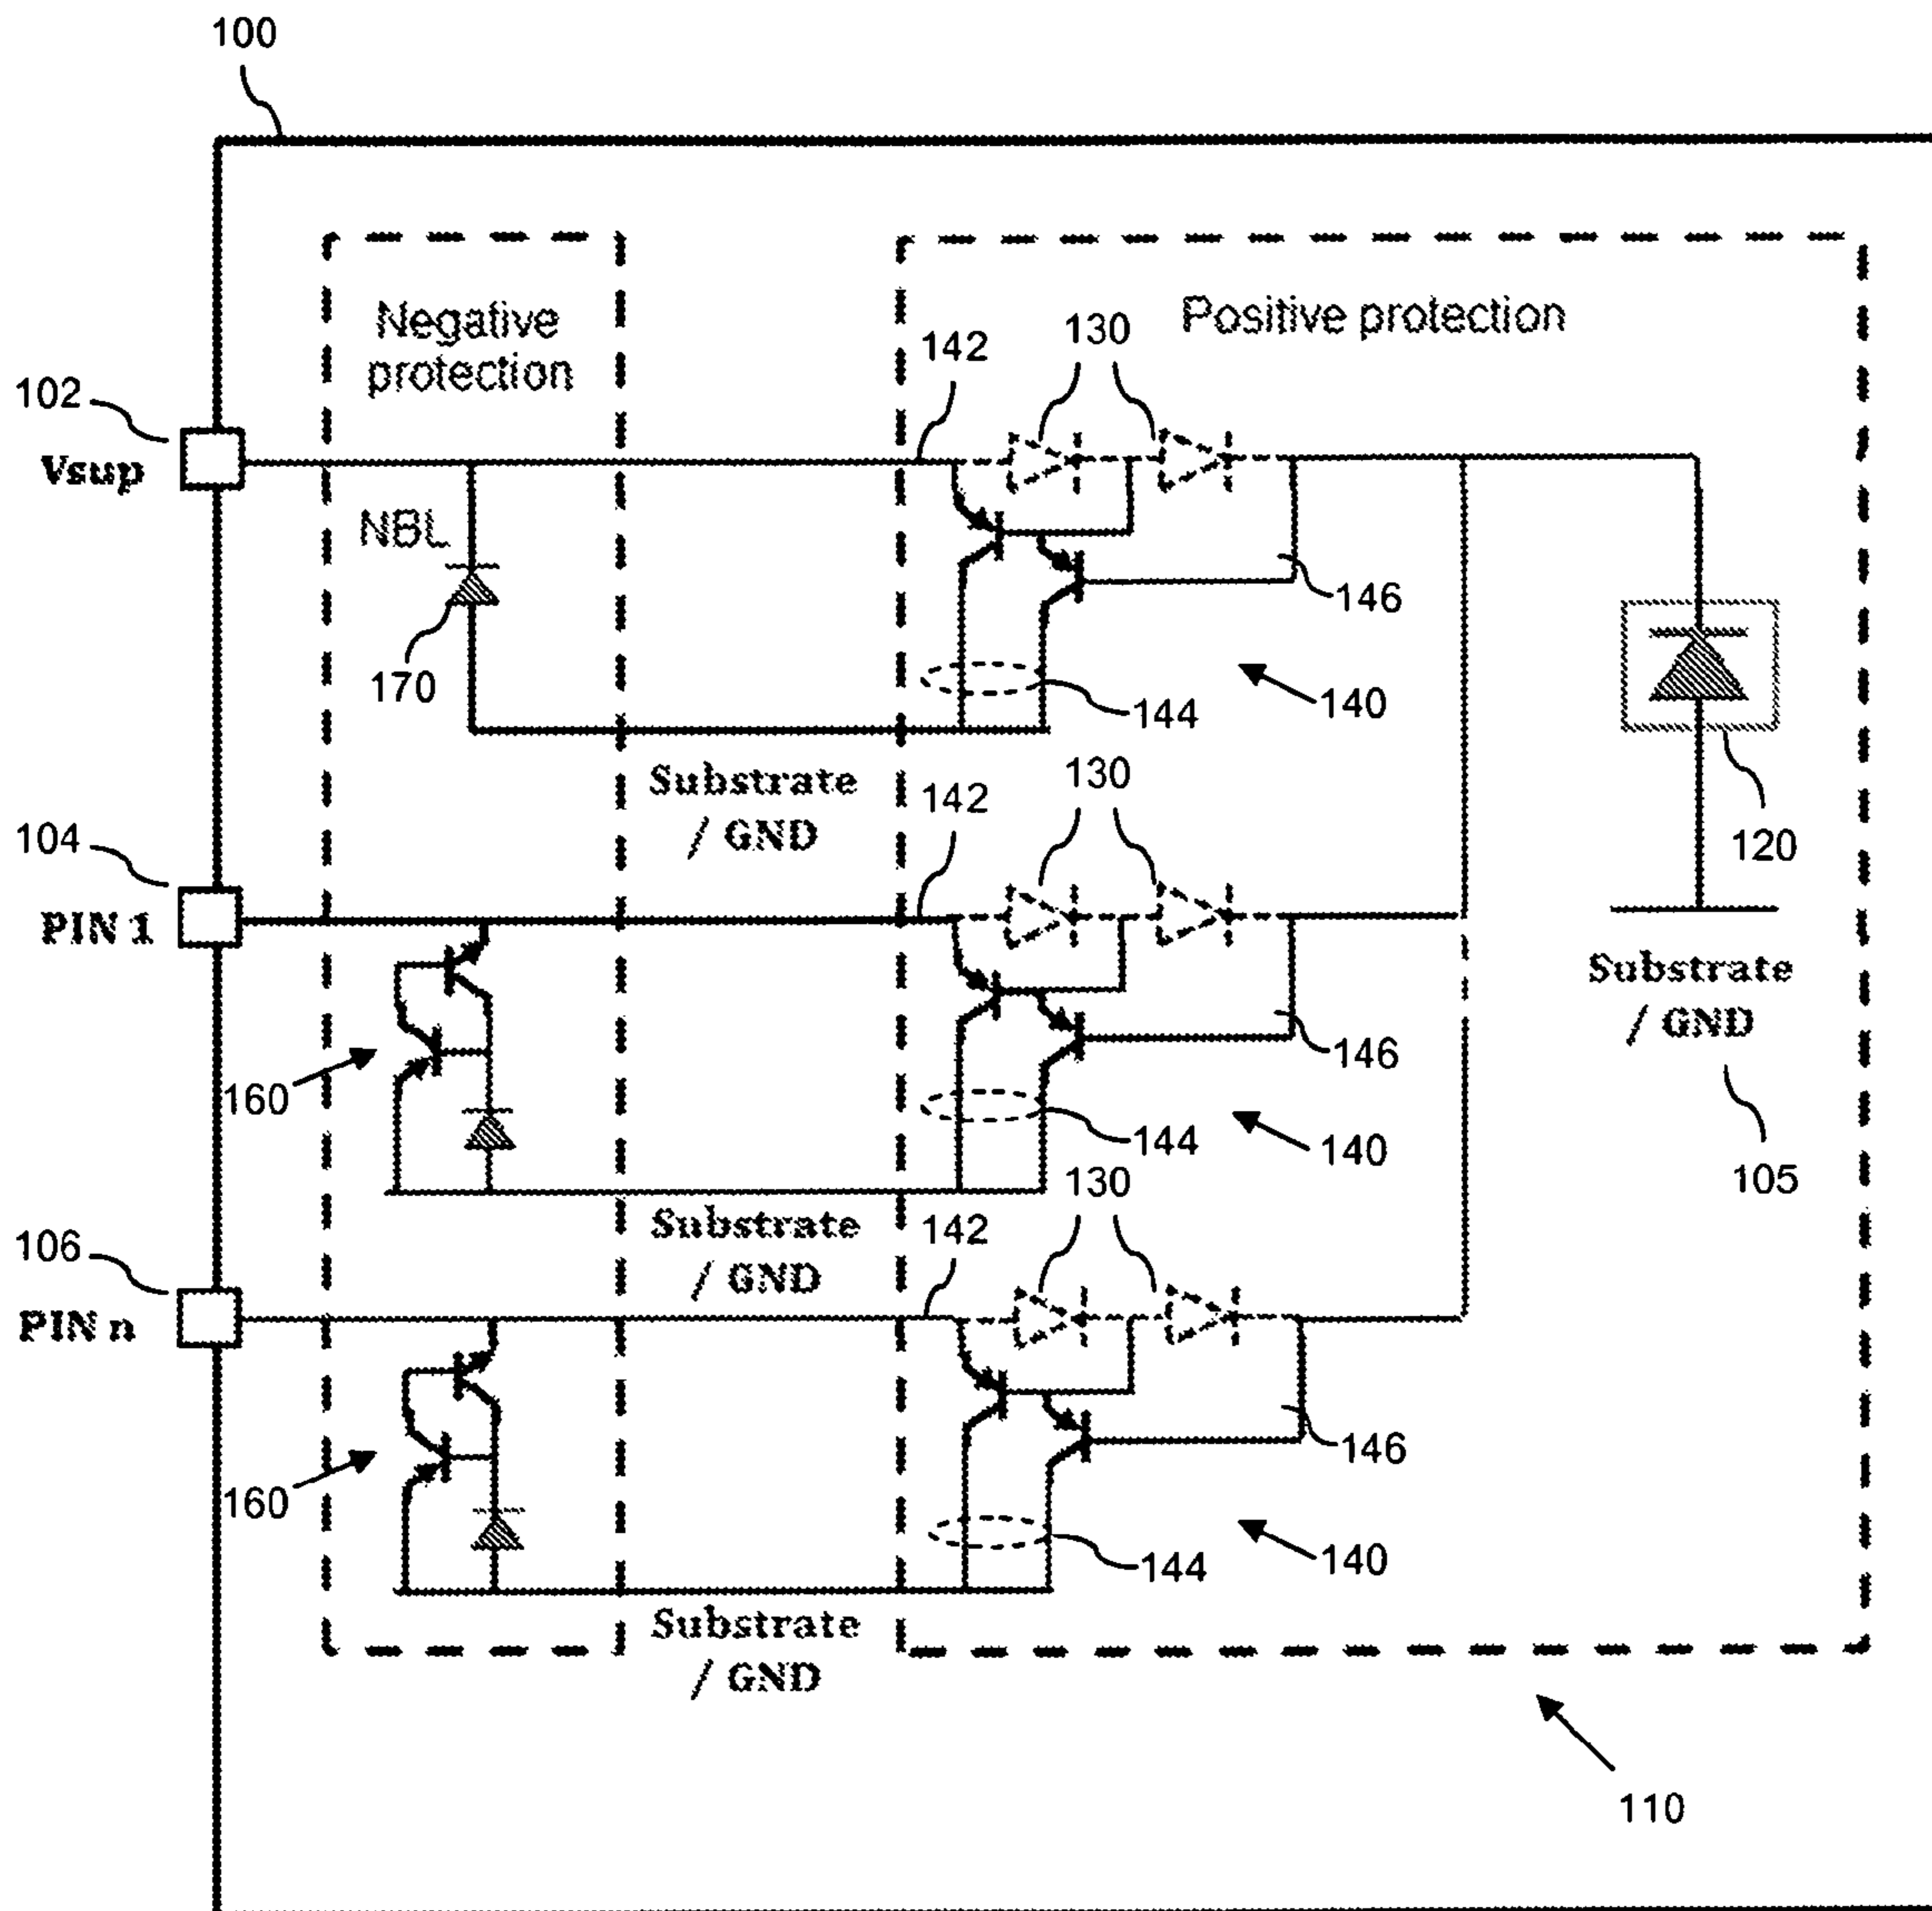 100
Negative
protection
Positive protection
130
142
102
Vsup
NBL
146
170
140
144
Substrate
/ GND
130
142
120
104
PIN 1
Substrate
/ GND
146
160
140
144
105
130
Substrate
/ GND
142
106
PIN n
146
160
140
144
Substrate
/ GND
110